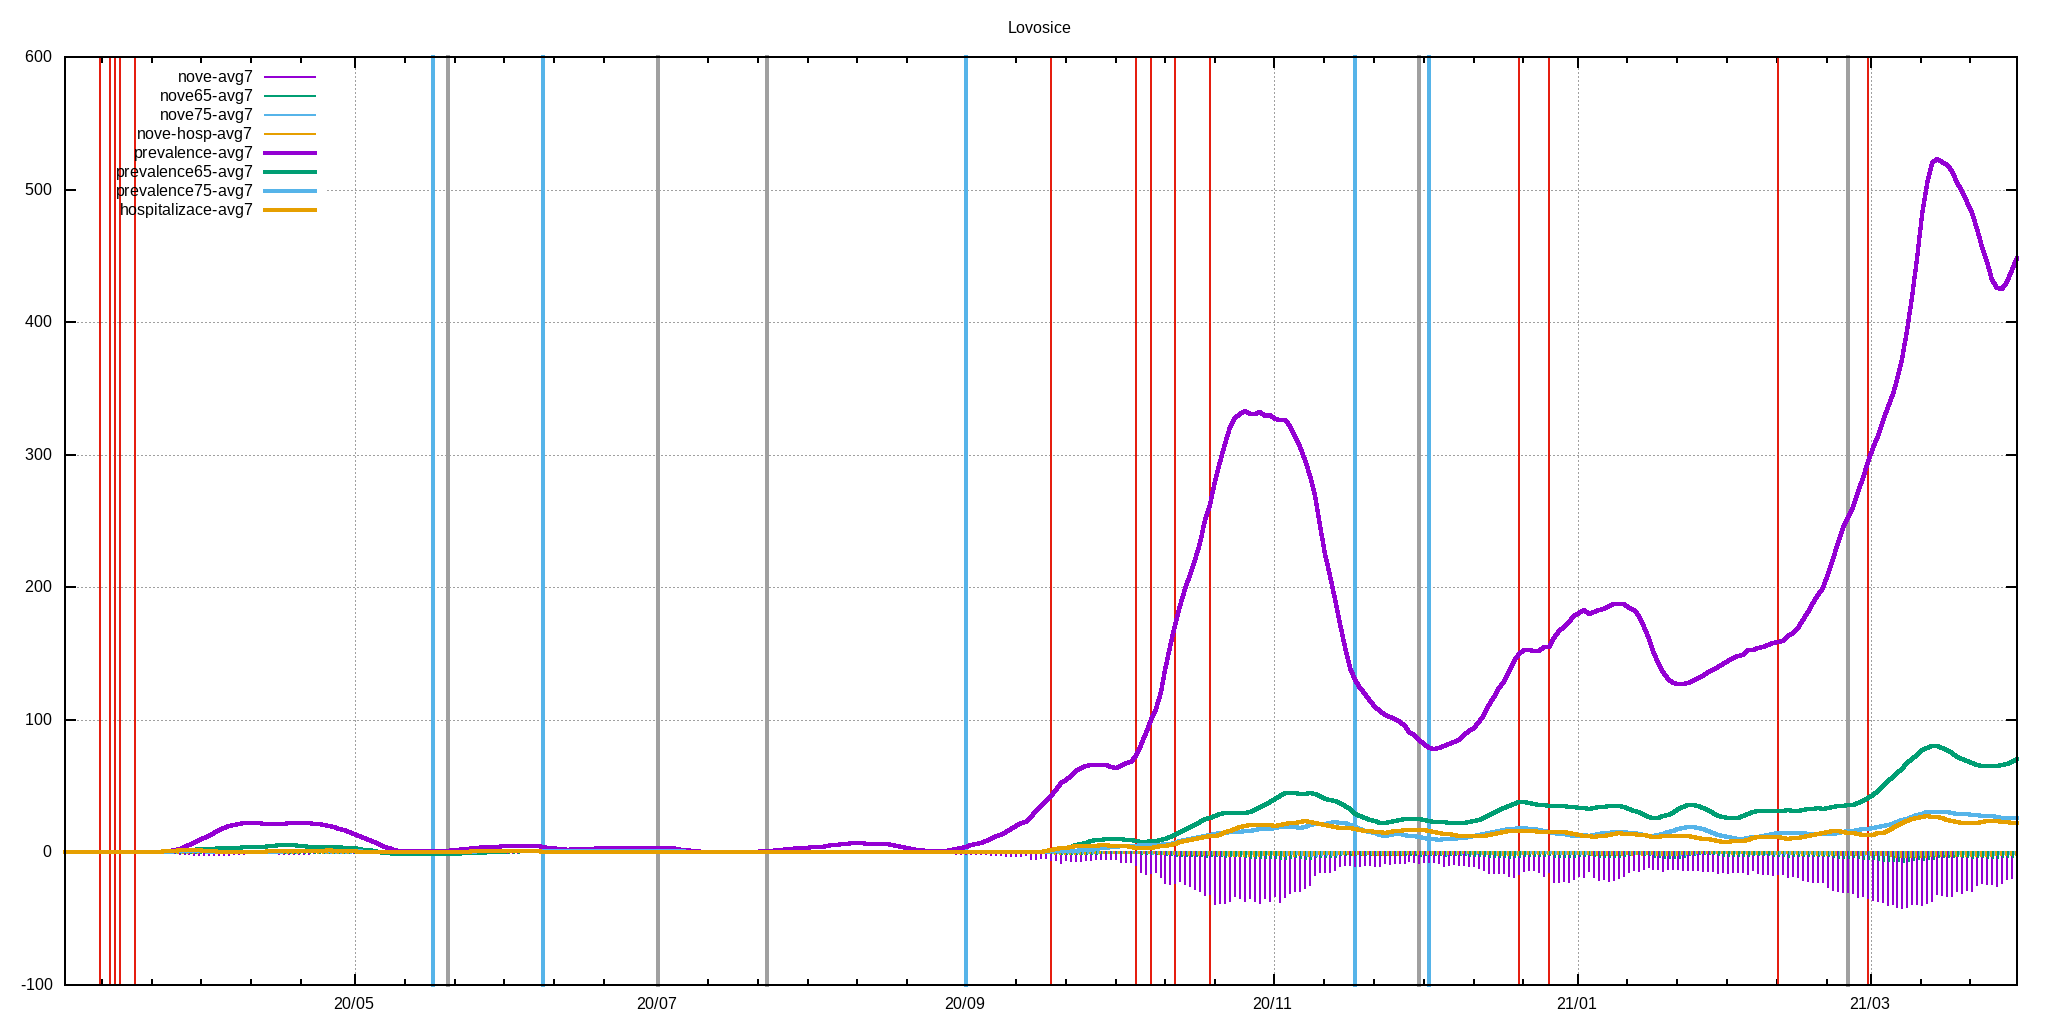 Lovosice
600
500
400
300
200
100
0
-100
nove-avg7
nove65-avg7
nove75-avg7
nove-hosp-avg7
prevalence-avg7
prevalence65-avg7
prevalence75-avg7
hospitalizace-avg7
20/05
20/07
20/09
20/11
21/01
21/03